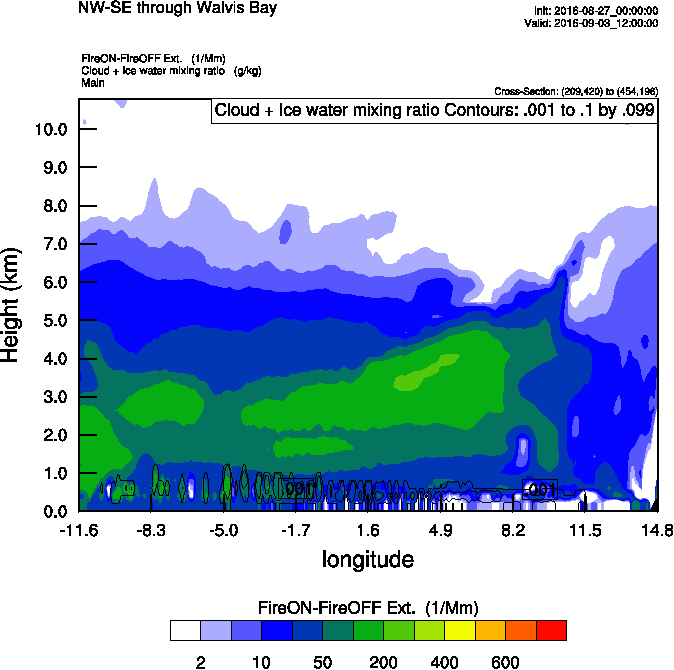 NW-SE through Walvis Bay
Init: 2016-08-27_00:00:00
Valid: 2016-09-03_12:00:00
FireON-FireOFF Ext. (1/Mm)
Cloud + Ice water mixing ratio (g/kg)
Main
Cross-Section: (209,420) to (454,196)
Cloud + Ice water mixing ratio Contours: .001 to .1 by .099
10.0
9.0
8.0
7.0
6.0
5.0
4.0
3.0
2.0
1.0
0.0
Height (km)
.001
-11.6 -8.3 -5.0 -1.7 1.6 4.9 8.2 11.5 14.8
longitude
FireON-FireOFF Ext. (1/Mm)
2 10 50 200 400 600